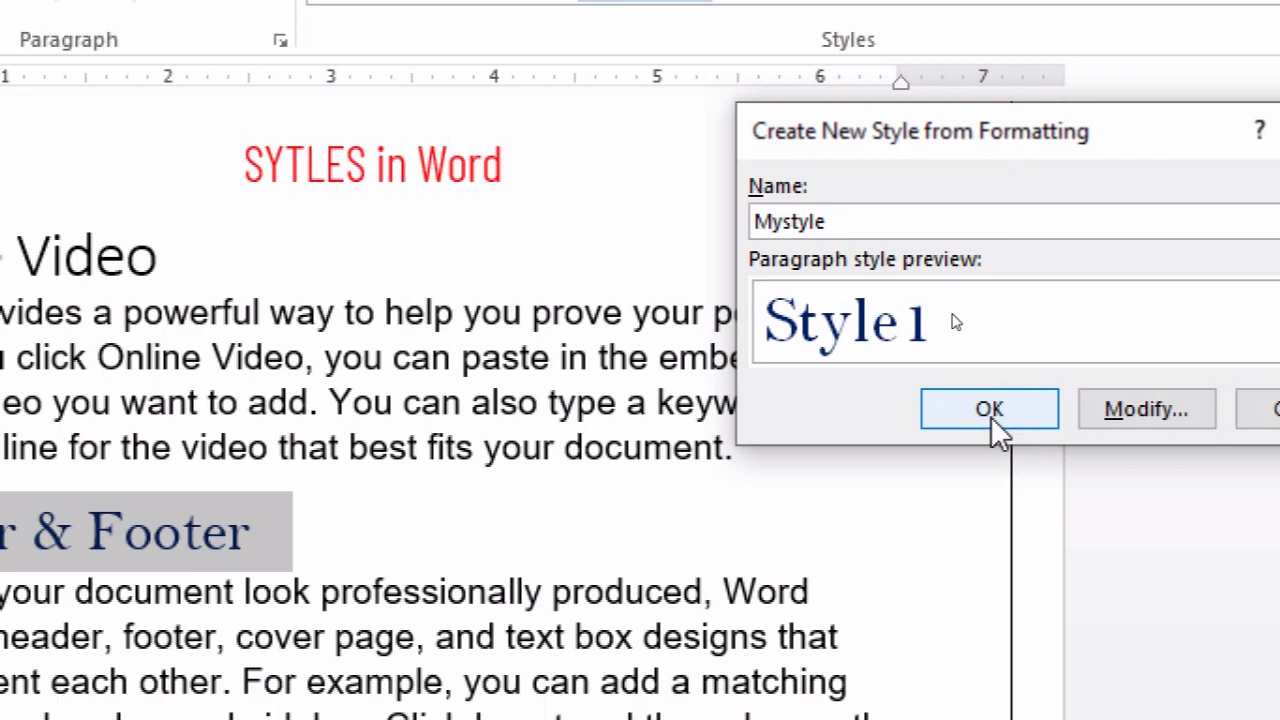 Paragraph
Styles
1 2 3 4 5 6 7
Create New Style from Formatting ?
Name:
Mystyle
Paragraph style preview:
Style1
OK
Modify...
SYTLES in Word
Video
vides a powerful way to help you prove your p
click Online Video, you can paste in the embe
eo you want to add. You can also type a keyw
line for the video that best fits your document.
r & Footer
your document look professionally produced, Word
header, footer, cover page, and text box designs that
ent each other. For example, you can add a matching